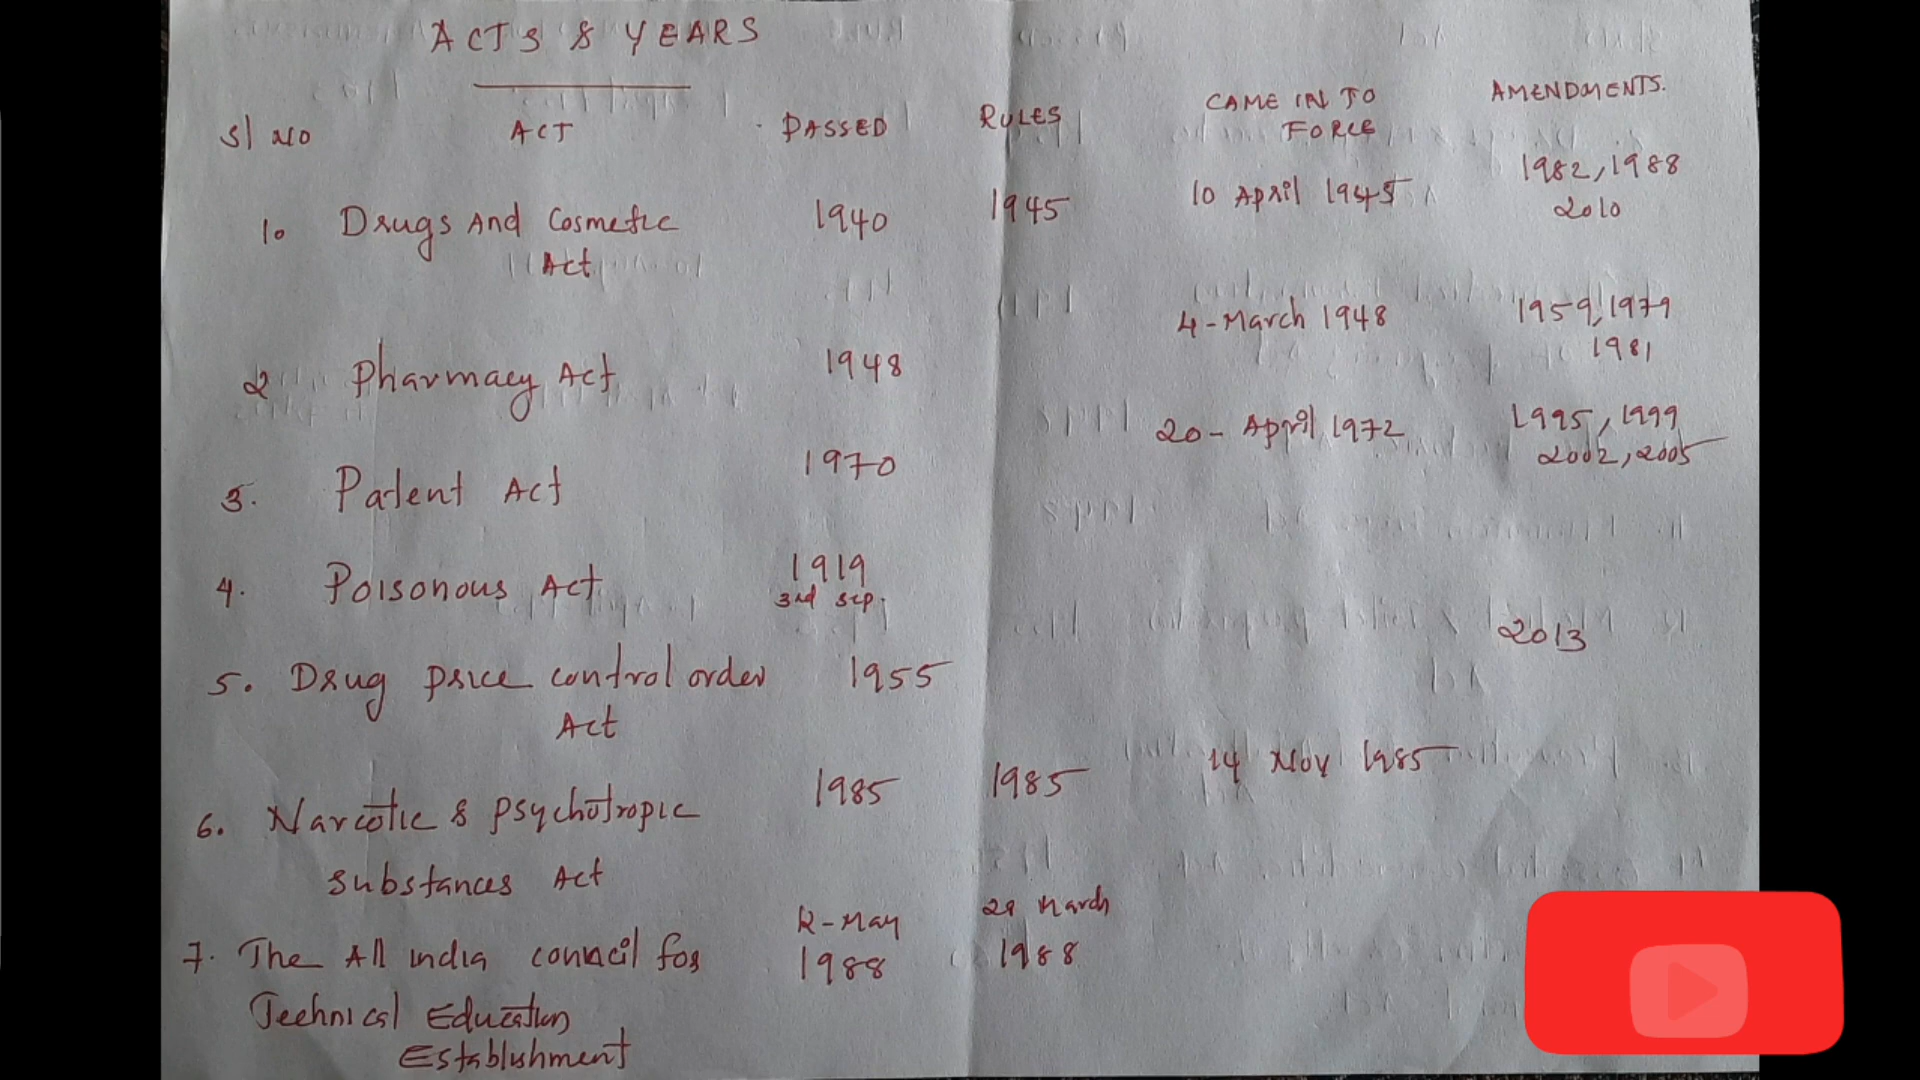 ACTS & YEARS
Sl No ACT PASSED RULES CAME IN TO FORCE AMENDMENTS.
1. Drugs And Cosmetic Act 1940 1945 10 April 1945 1982, 1988 2010
2 Pharmacy Act 1948 4-March 1948 1959, 1979 1981
3. Patent Act 1970 20- April 1972 1995, 1999 2002, 2005
4. Poisonous Act 1919 3rd sep.
5. Drug price control order Act 1955 2013
6. Narcotic & psychotropic substances Act 1985 1985 14 Nov 1985
7. The All india council for Technical Education Establishment May 1988 March 1988